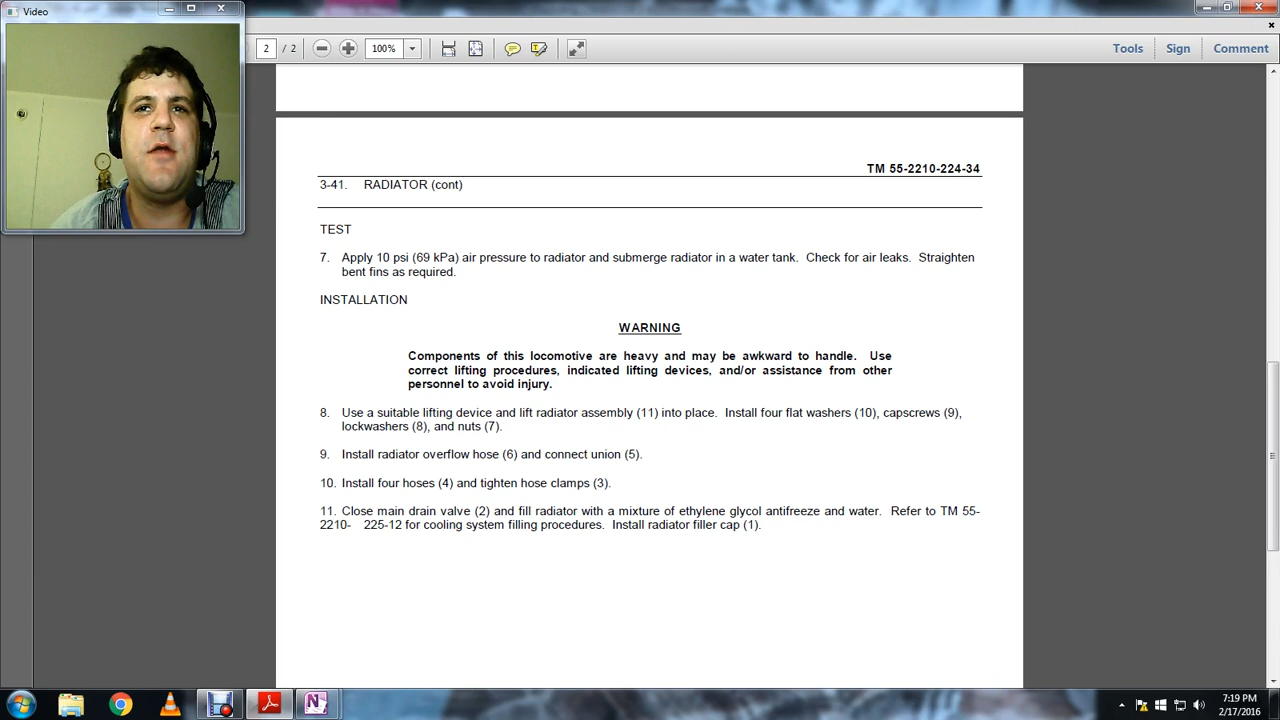 Video
2 / 2
100%
Tools
Sign
Comment
TM 55-2210-224-34
3-41. RADIATOR (cont)
TEST
7. Apply 10 psi (69 kPa) air pressure to radiator and submerge radiator in a water tank. Check for air leaks. Straighten
bent fins as required.
INSTALLATION
WARNING
Components of this locomotive are heavy and may be awkward to handle. Use
correct lifting procedures, indicated lifting devices, and/or assistance from other
personnel to avoid injury.
8. Use a suitable lifting device and lift radiator assembly (11) into place. Install four flat washers (10), capscrews (9),
lockwashers (8), and nuts (7).
9. Install radiator overflow hose (6) and connect union (5).
10. Install four hoses (4) and tighten hose clamps (3).
11. Close main drain valve (2) and fill radiator with a mixture of ethylene glycol antifreeze and water. Refer to TM 55-
2210- 225-12 for cooling system filling procedures. Install radiator filler cap (1).
7:19 PM
2/17/2016